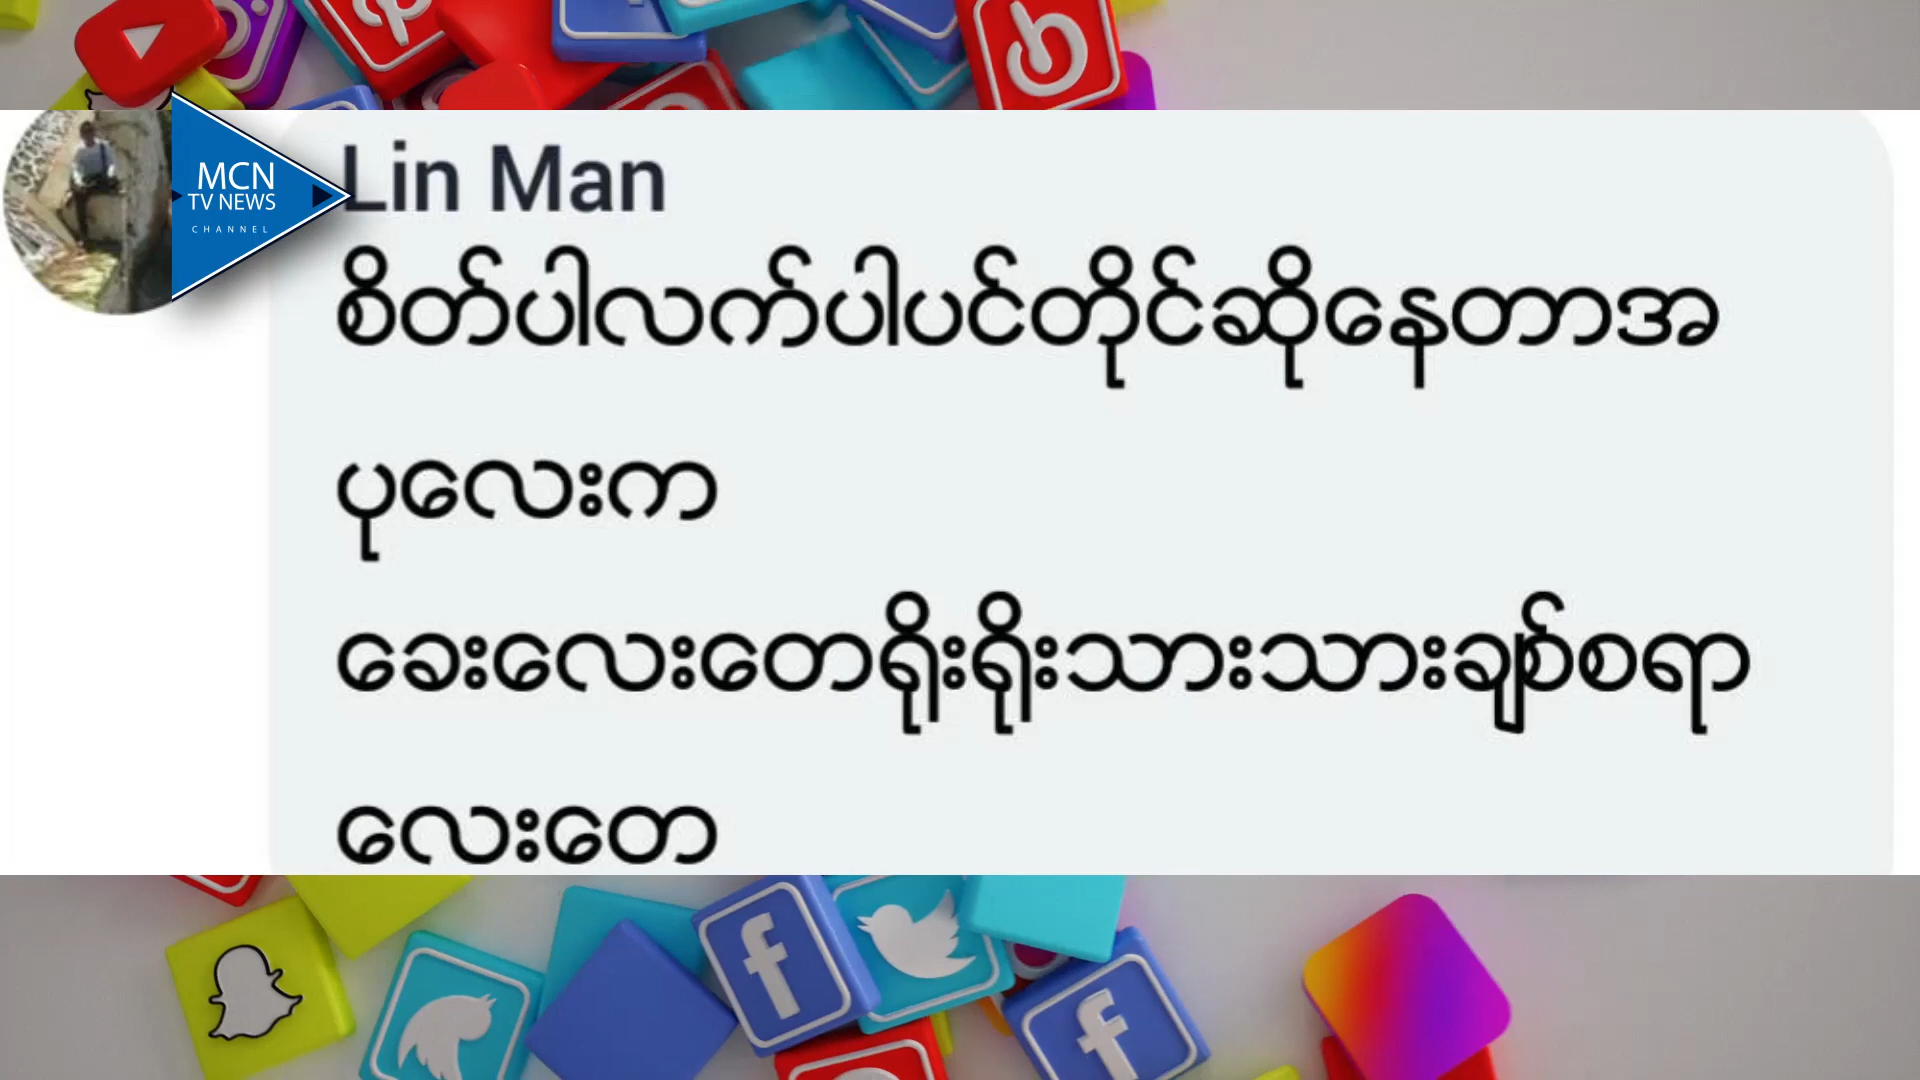 MCN
TV NEWS
CHANNEL
Lin Man
စိတ်ပါလက်ပါပင်တိုင်ဆိုနေတာအ
ပုလေးက
ခေးလေးတေရိုးရိုးသားသားချစ်စရာ
လေးတေ